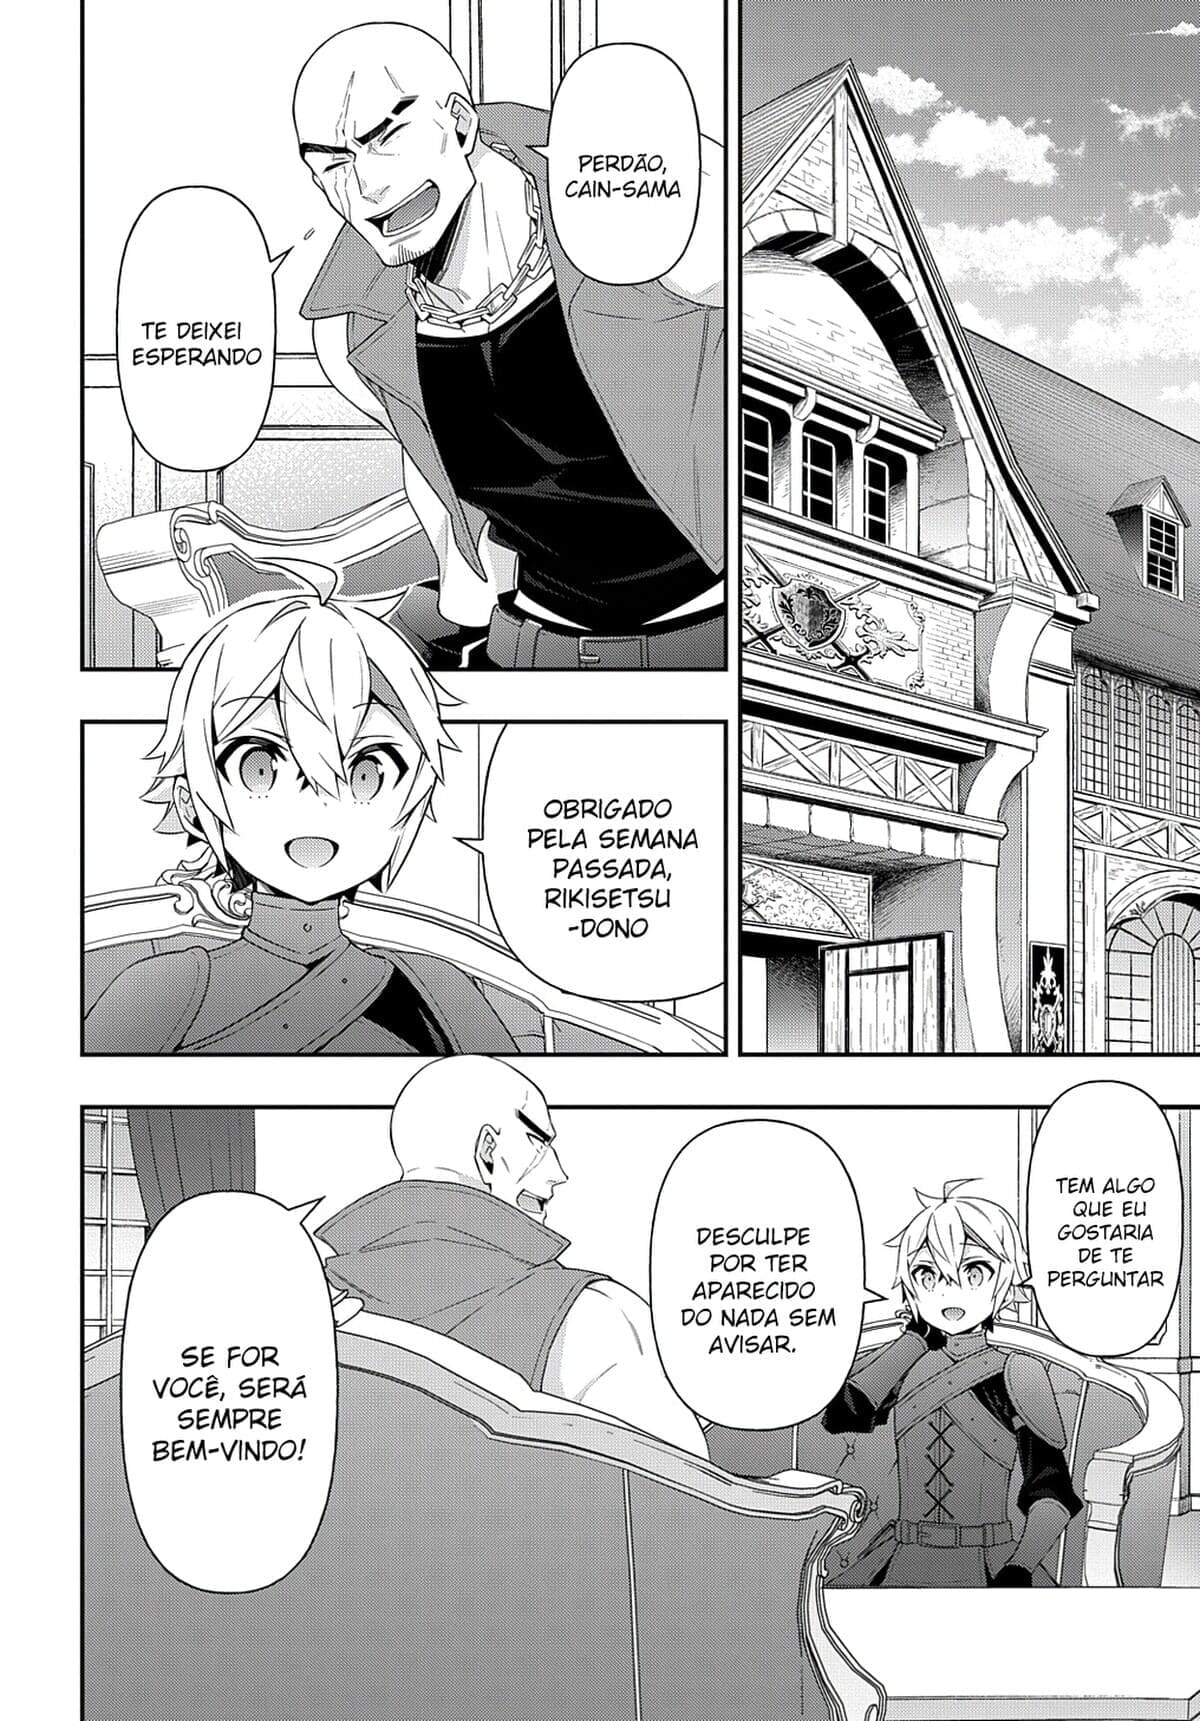 PERDÃO,
CAIN-SAMA
TE DEIXEI
ESPERANDO
OBRIGADO
PELA SEMANA
PASSADA,
RIKISETSU
-DONO
TEM ALGO
QUE EU
GOSTARIA
DE TE
PERGUNTAR
DESCULPE
POR TER
APARECIDO
DO NADA SEM
AVISAR.
SE FOR
VOCÊ, SERÁ
SEMPRE
BEM-VINDO!